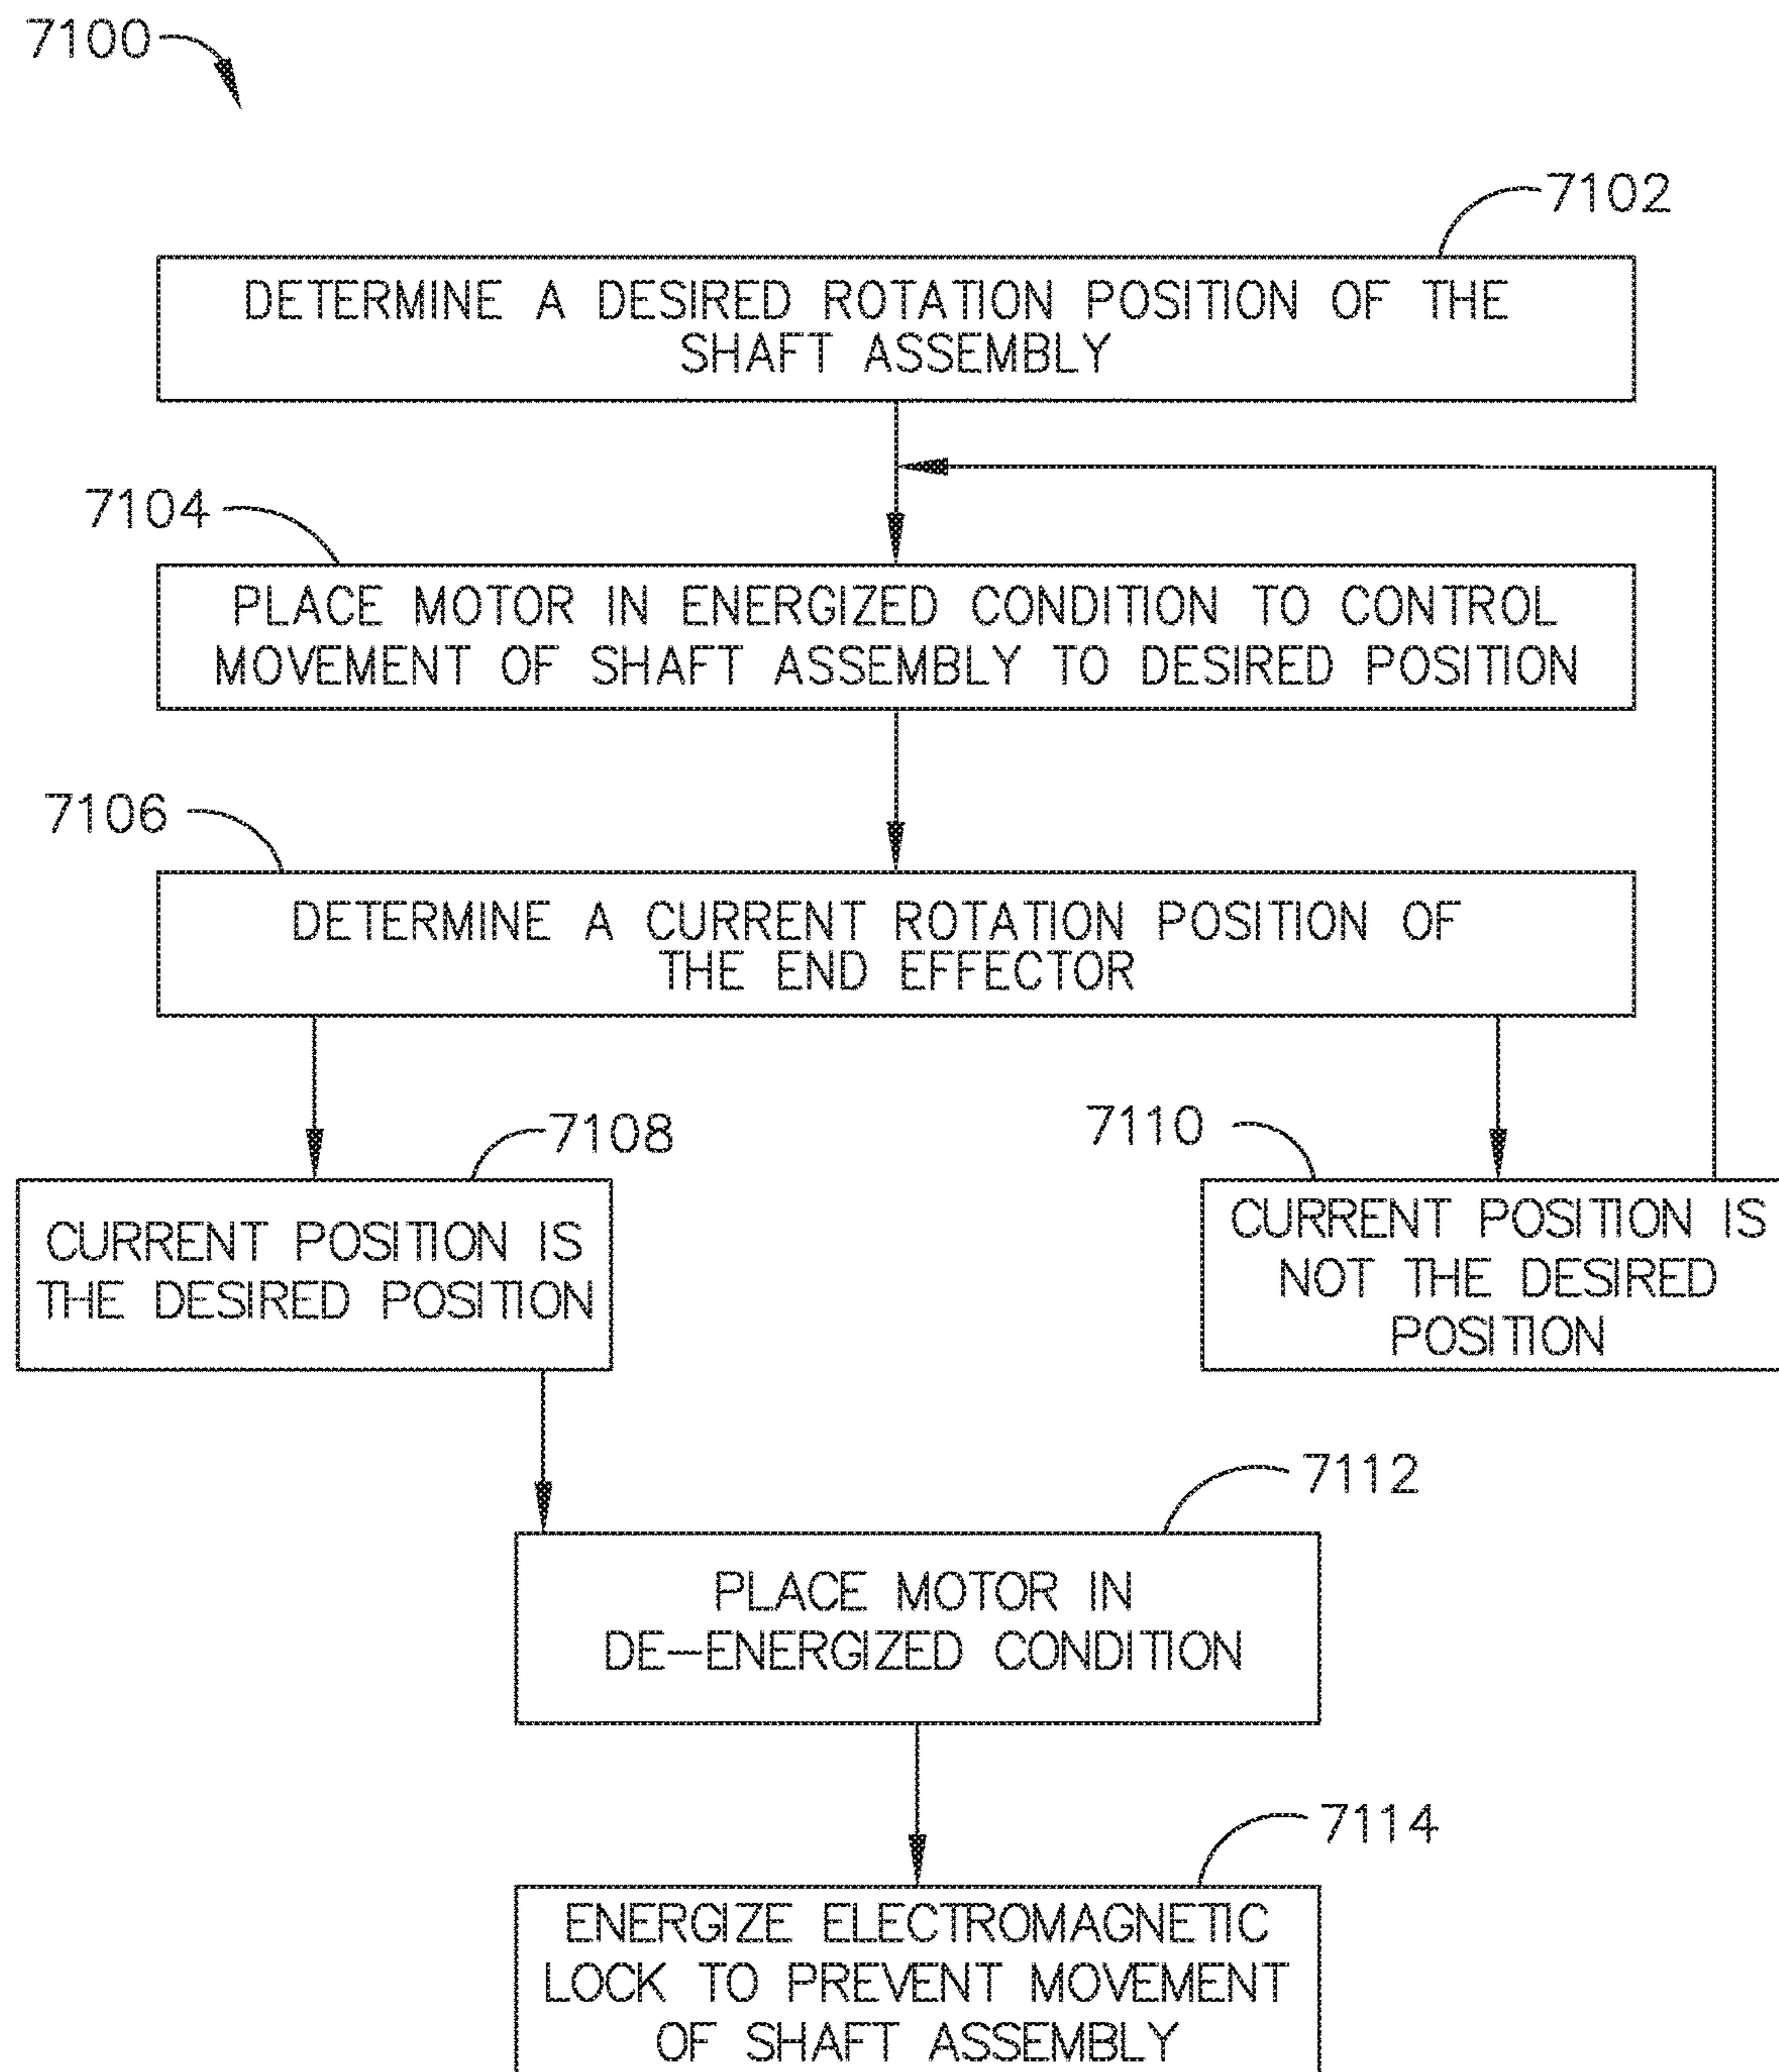 7100
7102
DETERMINE A DESIRED ROTATION POSITION OF THE
SHAFT ASSEMBLY
7104
PLACE MOTOR IN ENERGIZED CONDITION TO CONTROL
MOVEMENT OF SHAFT ASSEMBLY TO DESIRED POSITION
7106
DETERMINE A CURRENT ROTATION POSITION OF
THE END EFFECTOR
7108
CURRENT POSITION IS
THE DESIRED POSITION
7110
CURRENT POSITION IS
NOT THE DESIRED
POSITION
7112
PLACE MOTOR IN
DE—ENERGIZED CONDITION
7114
ENERGIZE ELECTROMAGNETIC
LOCK TO PREVENT MOVEMENT
OF SHAFT ASSEMBLY